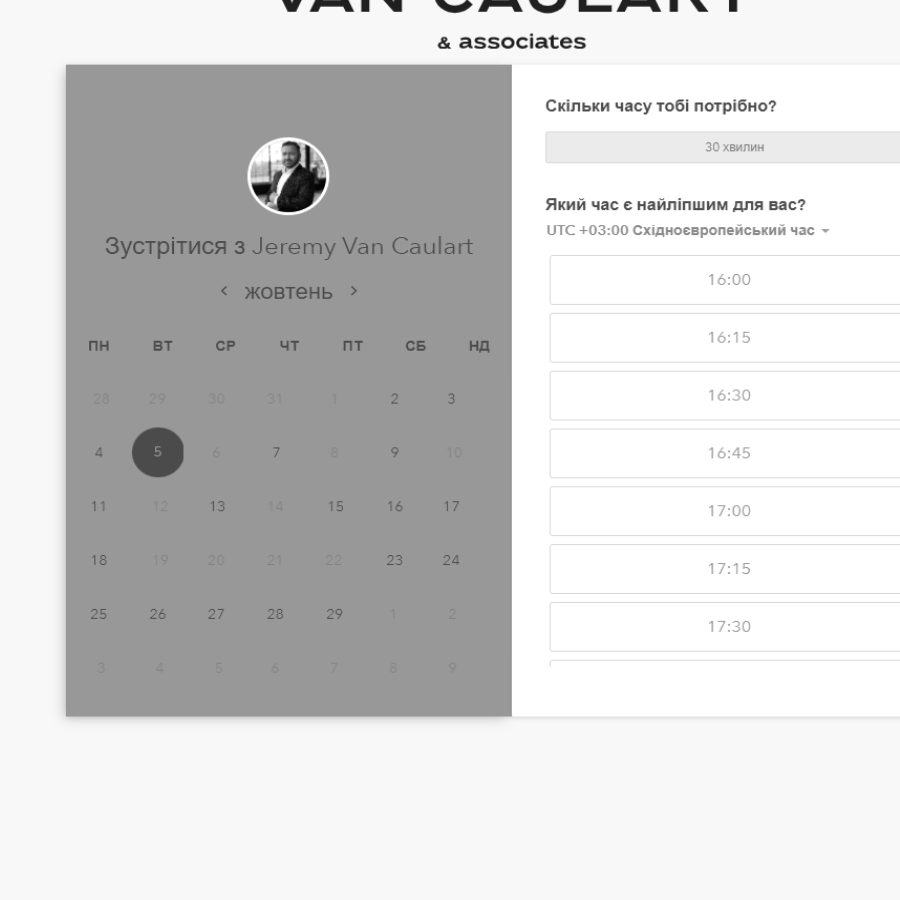 VAN CAULART
& associates
Зустрітися з Jeremy Van Caulart
жовтень
ПН ВТ СР ЧТ ПТ СБ НД
28 29 30 31 1 2 3
4 5 6 7 8 9 10
11 12 13 14 15 16 17
18 19 20 21 22 23 24
25 26 27 28 29 1 2
3 4 5 6 7 8 9
Скільки часу тобі потрібно?
30 хвилин
Який час є найліпшим для вас?
UTC +03:00 Східноєвропейський час
16:00
16:15
16:30
16:45
17:00
17:15
17:30